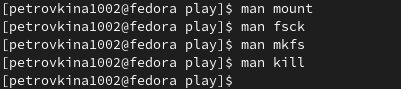 [petrovkina1002@fedora play]$ man mount
[petrovkina1002@fedora play]$ man fsck
[petrovkina1002@fedora play]$ man mkfs
[petrovkina1002@fedora play]$ man kill
[petrovkina1002@fedora play]$